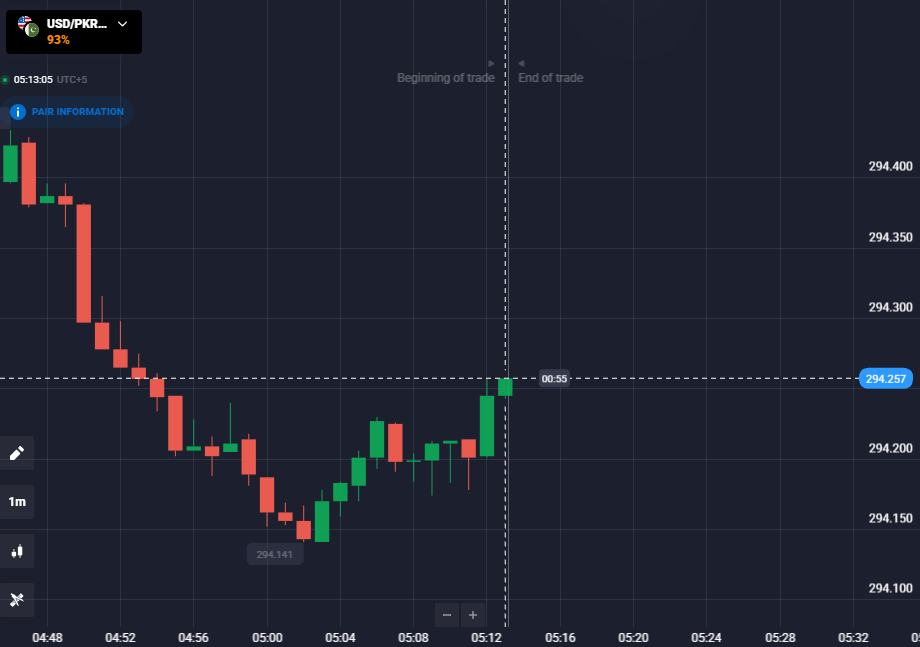 USD/PKR...
93%
05:13:05 UTC+5
i PAIR INFORMATION
Beginning of trade
End of trade
294.400
294.350
294.300
00:55
294.257
294.200
294.150
294.100
1m
294.141
− +
04:48 04:52 04:56 05:00 05:04 05:08 05:12 05:16 05:20 05:24 05:28 05:32